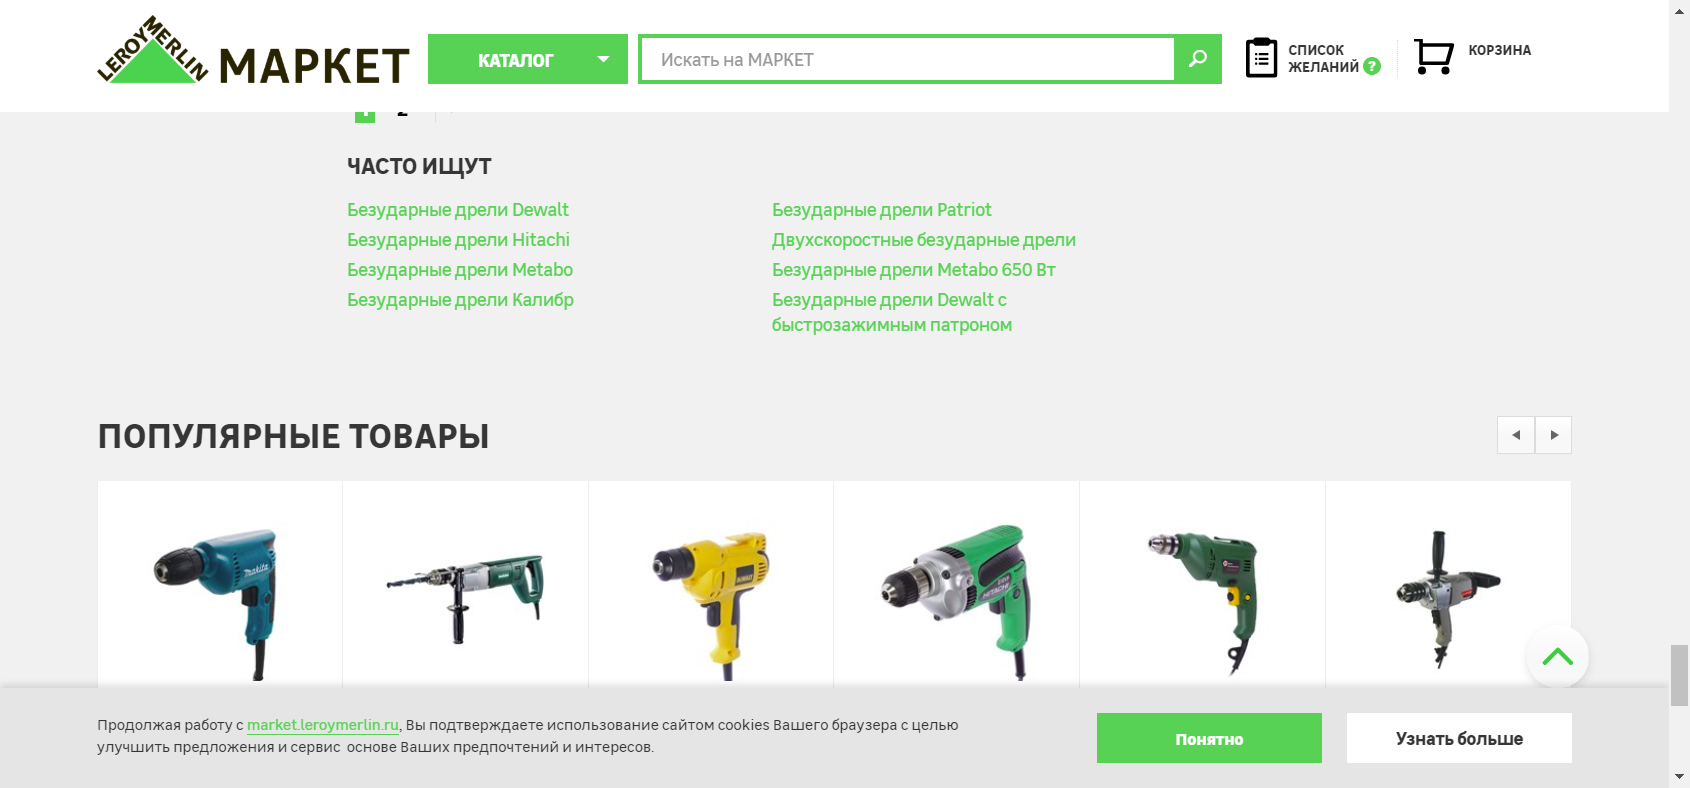 LEROY MERLIN
МАРКЕТ
КАТАЛОГ
Искать на МАРКЕТ
СПИСОК
ЖЕЛАНИЙ ?
КОРЗИНА
ЧАСТО ИЩУТ
Безударные дрели Dewalt
Безударные дрели Hitachi
Безударные дрели Metabo
Безударные дрели Калибр
Безударные дрели Patriot
Двухскоростные безударные дрели
Безударные дрели Metabo 650 Вт
Безударные дрели Dewalt с
быстрозажимным патроном
ПОПУЛЯРНЫЕ ТОВАРЫ
makita
DEWALT
HITACHI
Продолжая работу с market.leroymerlin.ru, Вы подтверждаете использование сайтом cookies Вашего браузера с целью
улучшить предложения и сервис основе Ваших предпочтений и интересов.
Понятно
Узнать больше